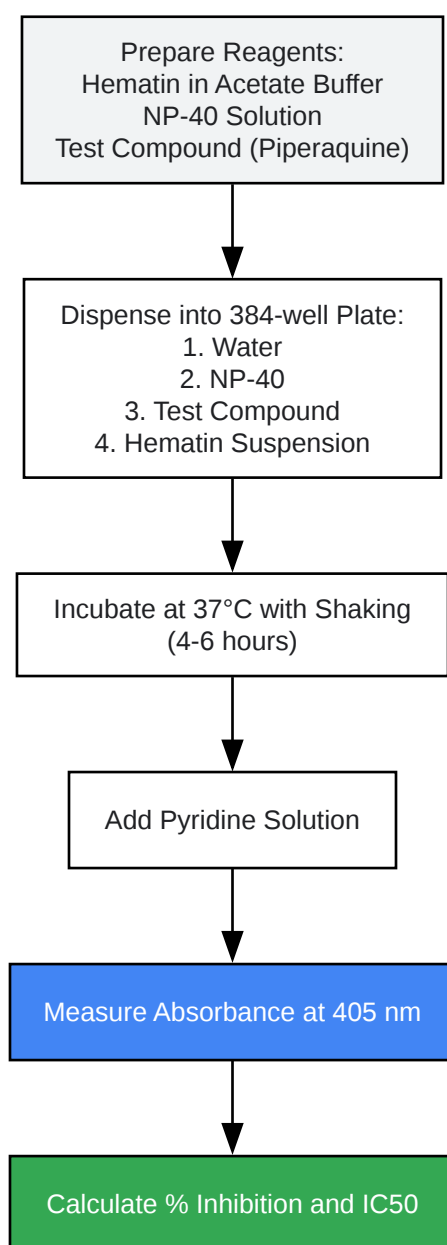 Prepare Reagents:
Hematin in Acetate Buffer
NP-40 Solution
Test Compound (Piperaquine)
Dispense into 384-well Plate:
1. Water
2. NP-40
3. Test Compound
4. Hematin Suspension
Incubate at 37°C with Shaking
(4-6 hours)
Add Pyridine Solution
Measure Absorbance at 405 nm
Calculate % Inhibition and IC50